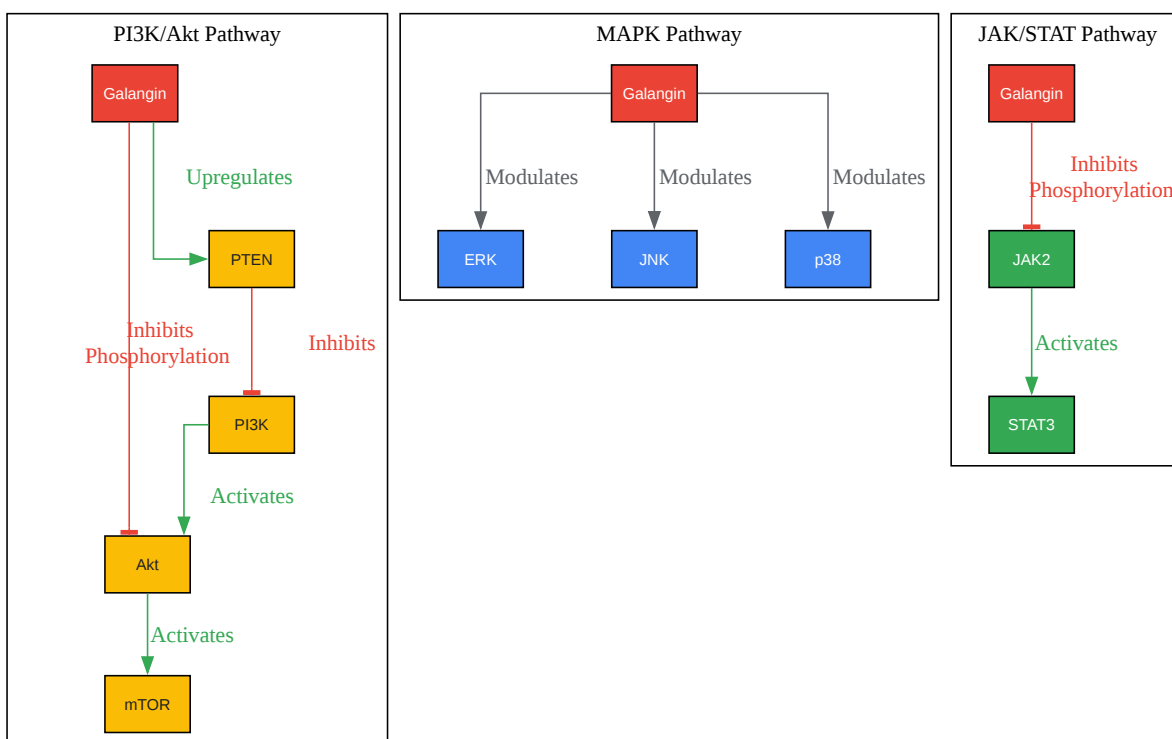 PI3K/Akt Pathway
Galangin
Upregulates
PTEN
Inhibits
Phosphorylation
Inhibits
PI3K
Activates
Akt
Activates
mTOR
MAPK Pathway
Galangin
Modulates
Modulates
Modulates
ERK
JNK
p38
JAK/STAT Pathway
Galangin
Inhibits
Phosphorylation
JAK2
Activates
STAT3